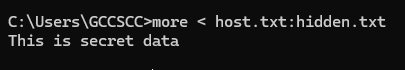 C:\Users\GCCSCC>more < host.txt:hidden.txt
This is secret data